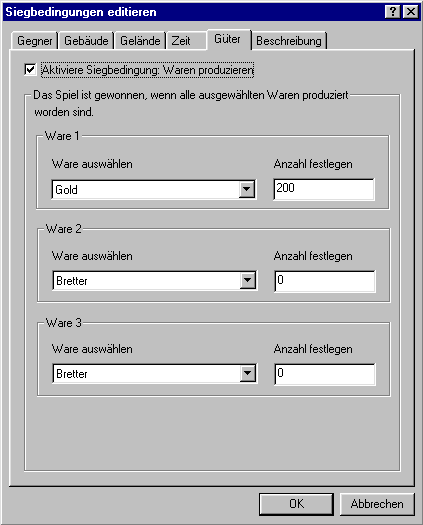 Siegbedingungen editieren
Gegner Gebäude Gelände Zeit Güter Beschreibung
Aktiviere Siegbedingung: Waren produzieren
Das Spiel ist gewonnen, wenn alle ausgewählten Waren produziert
worden sind.
Ware 1
Ware auswählen Anzahl festlegen
Gold 200
Ware 2
Ware auswählen Anzahl festlegen
Bretter 0
Ware 3
Ware auswählen Anzahl festlegen
Bretter 0
OK Abbrechen